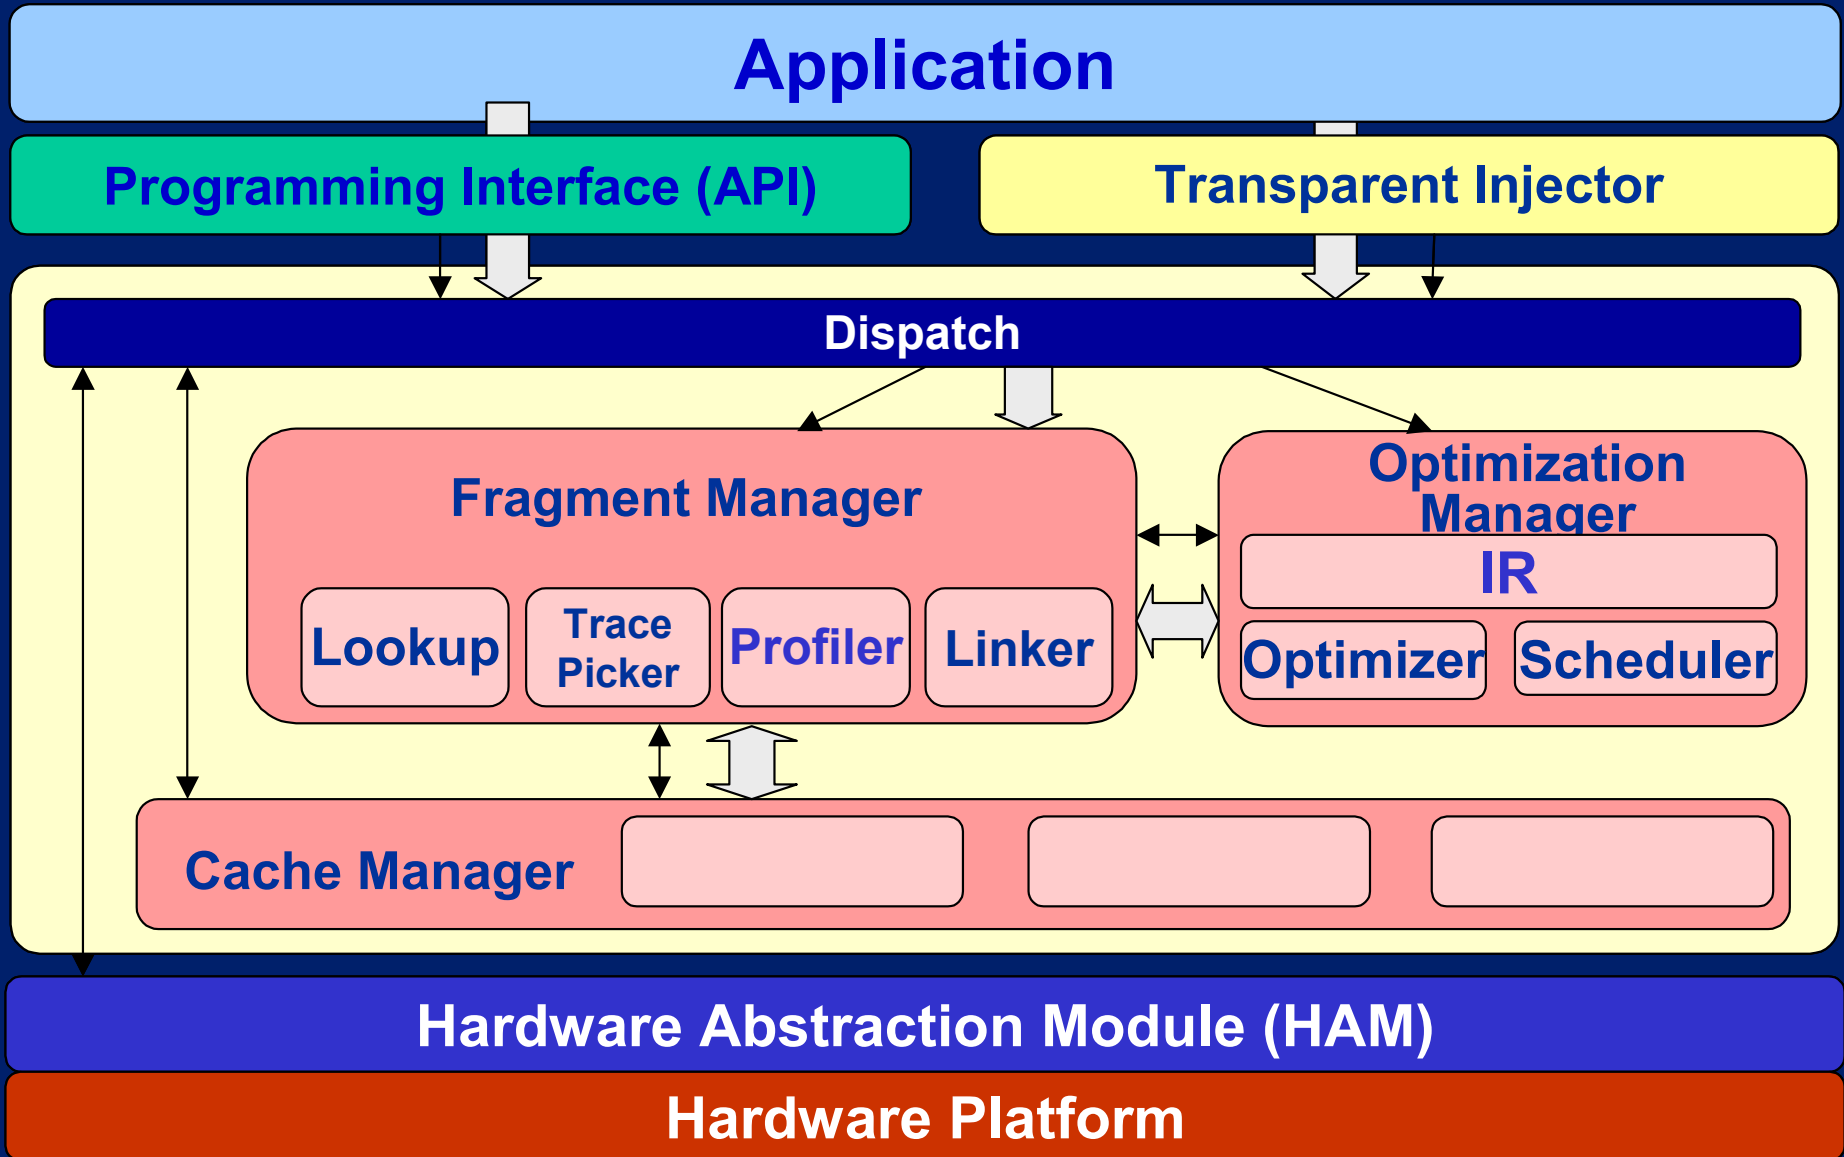 Application
Programming Interface (API)
Transparent Injector
Dispatch
Fragment Manager
Optimization
Manager
IR
Lookup
Trace
Picker
Profiler
Linker
Optimizer
Scheduler
Cache Manager
Hardware Abstraction Module (HAM)
Hardware Platform